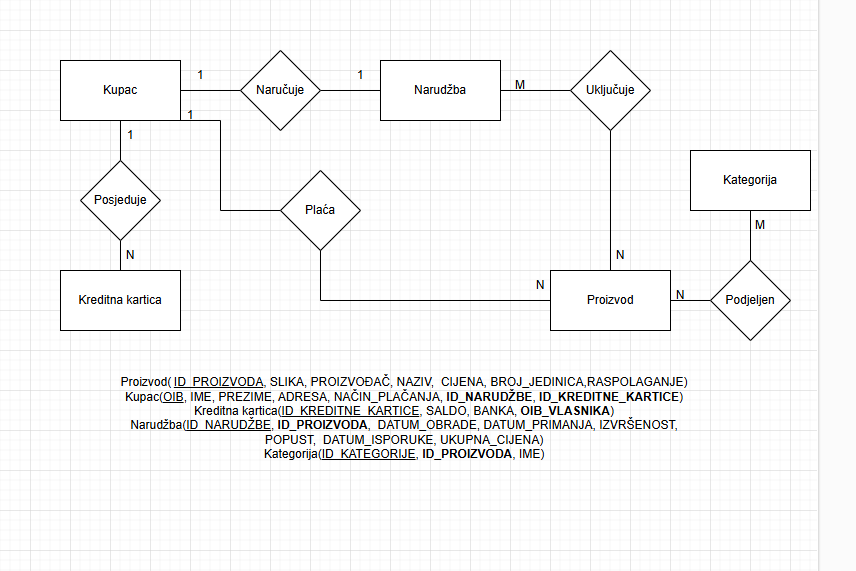 Kupac
1
Naručuje
1
Narudžba
M
Uključuje
1
1
Posjeduje
N
Kreditna kartica
Plaća
N
N
Proizvod
N
Podjeljen
M
Kategorija
Proizvod( ID_PROIZVODA, SLIKA, PROIZVOĐAČ, NAZIV, CIJENA, BROJ_JEDINICA,RASPOLAGANJE)
Kupac(OIB, IME, PREZIME, ADRESA, NAČIN_PLAČANJA, ID_NARUDŽBE, ID_KREDITNE_KARTICE)
Kreditna kartica(ID_KREDITNE_KARTICE, SALDO, BANKA, OIB_VLASNIKA)
Narudžba(ID_NARUDŽBE, ID_PROIZVODA, DATUM_OBRADE, DATUM_PRIMANJA, IZVRŠENOST,
POPUST, DATUM_ISPORUKE, UKUPNA_CIJENA)
Kategorija(ID_KATEGORIJE, ID_PROIZVODA, IME)